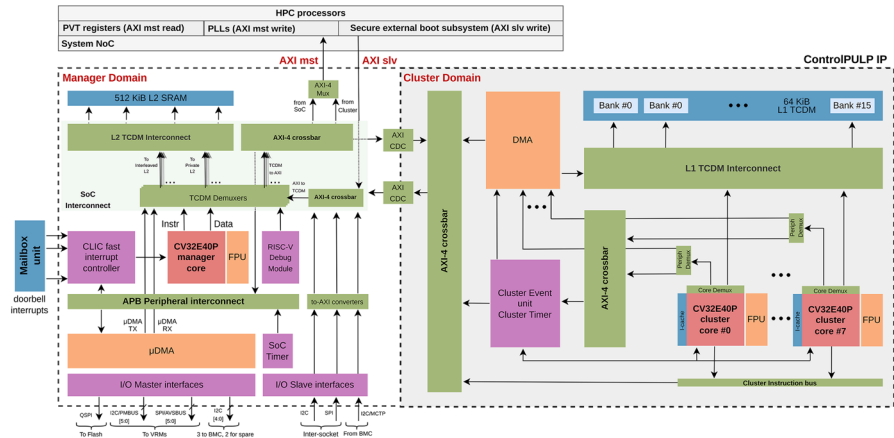 HPC processors
PVT registers (AXI mst read)
PLLs (AXI mst write)
Secure external boot subsystem (AXI slv write)
System NoC
AXI mst
AXI slv
ControlPULP IP
Manager Domain
Cluster Domain
AXI-4
Mux
512 KiB L2 SRAM
from
SoC
from
Cluster
L2 TCDM Interconnect
AXI-4 crossbar
AXI
CDC
To
Interleaved
L2
To
Private
L2
TCDM
to-AXI
SoC
Interconnect
AXI to
TCDM
TCDM Demuxers
AXI-4 crossbar
AXI
CDC
Instr
Data
Mailbox
unit
doorbell
interrupts
CLIC fast
interrupt
controller
CV32E40P
manager
core
FPU
RISC-V
Debug
Module
APB Peripheral interconnect
to-AXI converters
μDMA
TX
μDMA
RX
μDMA
SoC
Timer
I/O Master interfaces
I/O Slave interfaces
QSPI
I2C/PMBUS
[5:0]
SPI/AVSBUS
[5:0]
I2C
[4:0]
I2C
SPI
I2C/MCTP
To Flash
To VRMs
3 to BMC, 2 for spare
Inter-socket
From BMC
AXI-4 crossbar
DMA
Bank #0
Bank #0
64 KiB
L1 TCDM
Bank #15
L1 TCDM Interconnect
Periph
Demux
Periph
Demux
AXI-4 crossbar
Cluster Event
unit
Cluster Timer
Core Demux
I-cache
CV32E40P
cluster
core #0
FPU
Core Demux
I-cache
CV32E40P
cluster
core #7
FPU
Cluster Instruction bus